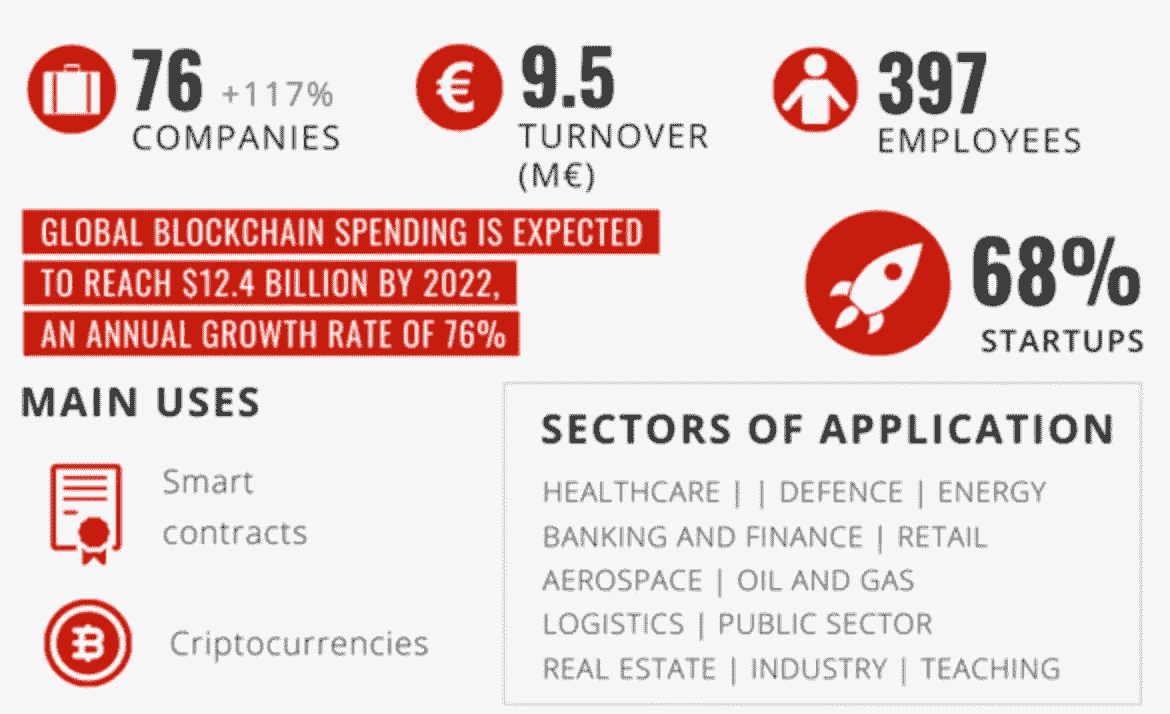 76 +117%
COMPANIES
9.5
TURNOVER
(M€)
397
EMPLOYEES
GLOBAL BLOCKCHAIN SPENDING IS EXPECTED
TO REACH $12.4 BILLION BY 2022,
AN ANNUAL GROWTH RATE OF 76%
68%
STARTUPS
MAIN USES
Smart
contracts
Criptocurrencies
SECTORS OF APPLICATION
HEALTHCARE | | DEFENCE | ENERGY
BANKING AND FINANCE | RETAIL
AEROSPACE | OIL AND GAS
LOGISTICS | PUBLIC SECTOR
REAL ESTATE | INDUSTRY | TEACHING